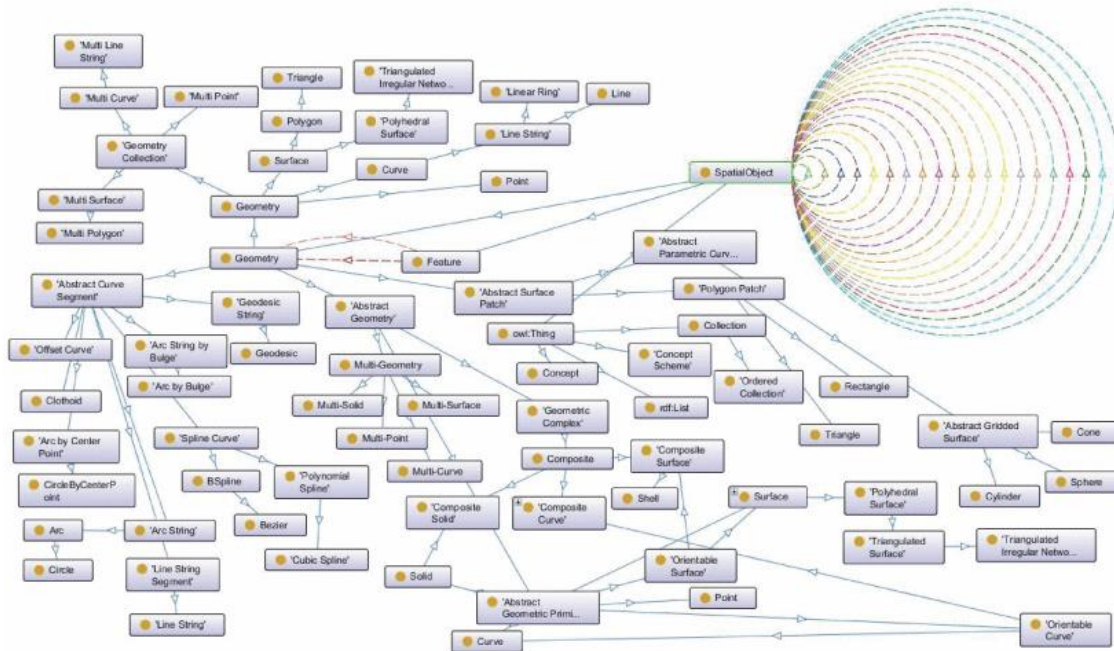 'Multi Line
String'
'Multi Curve'
'Multi Point'
'Geometry
Collection'
'Multi Surface'
'Multi Polygon'
Triangle
Polygon
Surface
'Triangulated
Irregular Netwo...
'Polyhedral
Surface'
'Linear Ring'
Line
'Line String'
Curve
Point
Geometry
SpatialObject
Geometry
Feature
'Abstract
Parametric Curv...
'Abstract Curve
Segment'
'Geodesic
String'
Geodesic
'Abstract
Geometry'
'Abstract Surface
Patch'
'Polygon Patch'
owl:Thing
Collection
'Concept
Scheme'
Concept
rdf:List
'Ordered
Collection'
Rectangle
Triangle
'Offset Curve'
'Arc String by
Bulge'
'Arc by Bulge'
Clothoid
'Arc by Center
Point'
CircleByCenterP
oint
'Multi-Geometry
Multi-Solid
Multi-Surface
Multi-Point
Multi-Curve
'Geometric
Complex'
Composite
'Composite
Surface'
Shell
'Composite
Solid'
'Composite
Curve'
'Spline Curve'
BSpline
'Polynomial
Spline'
Bezier
'Cubic Spline'
'Abstract Gridded
Surface'
Cone
Sphere
Cylinder
Surface
'Polyhedral
Surface'
'Triangulated
Surface'
'Triangulated
Irregular Netwo...
Arc
'Arc String'
Circle
'Line String
Segment'
'Line String'
Solid
'Orientable
Surface'
'Abstract
Geometric Primi...
Point
Curve
'Orientable
Curve'